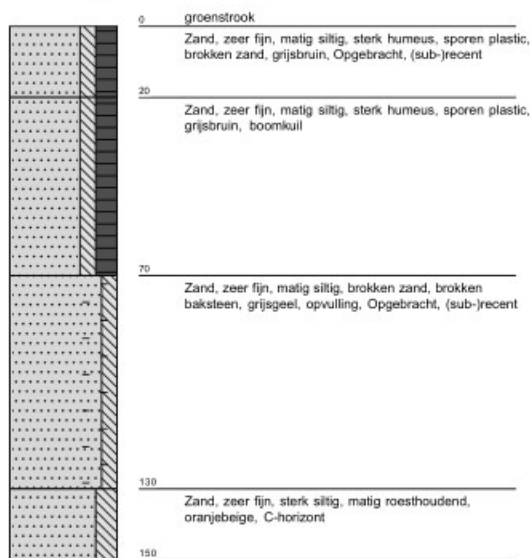 0 groenstrook
Zand, zeer fijn, matig siltig, sterk humeus, sporen plastic,
brokken zand, grijsbruin, Opgebracht, (sub-)recent
20
Zand, zeer fijn, matig siltig, sterk humeus, sporen plastic,
grijsbruin, boomkuil
70
Zand, zeer fijn, matig siltig, brokken zand, brokken
baksteen, grijsgeel, opvulling, Opgebracht, (sub-)recent
130
Zand, zeer fijn, sterk siltig, matig roesthoudend,
oranjebeige, C-horizont
150